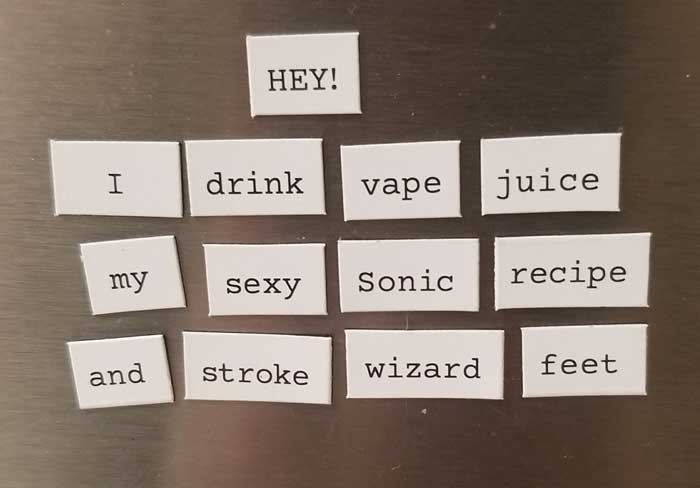 HEY!
I drink vape juice
my sexy Sonic recipe
and stroke wizard feet